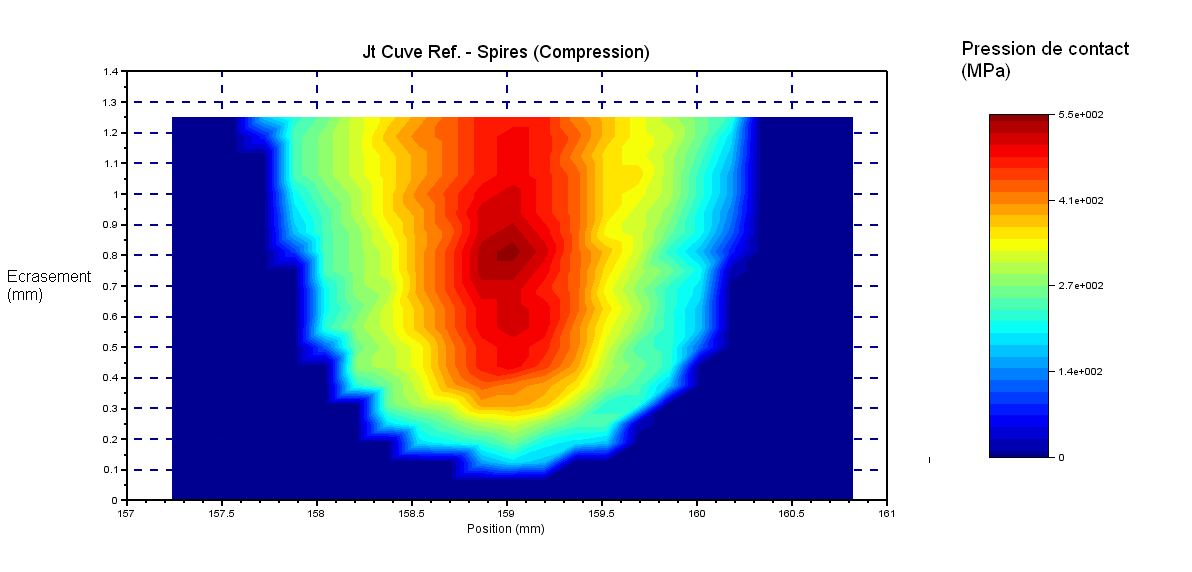 Jt Cuve Ref. - Spires (Compression)
Pression de contact
(MPa)
1.4
1.3
1.2
1.1
1
0.9
0.8
0.7
0.6
0.5
0.4
0.3
0.2
0.1
0
Ecrasement
(mm)
157
157.5
158
158.5
159
159.5
160
160.5
161
Position (mm)
5.5e+002
4.1e+002
2.7e+002
1.4e+002
0